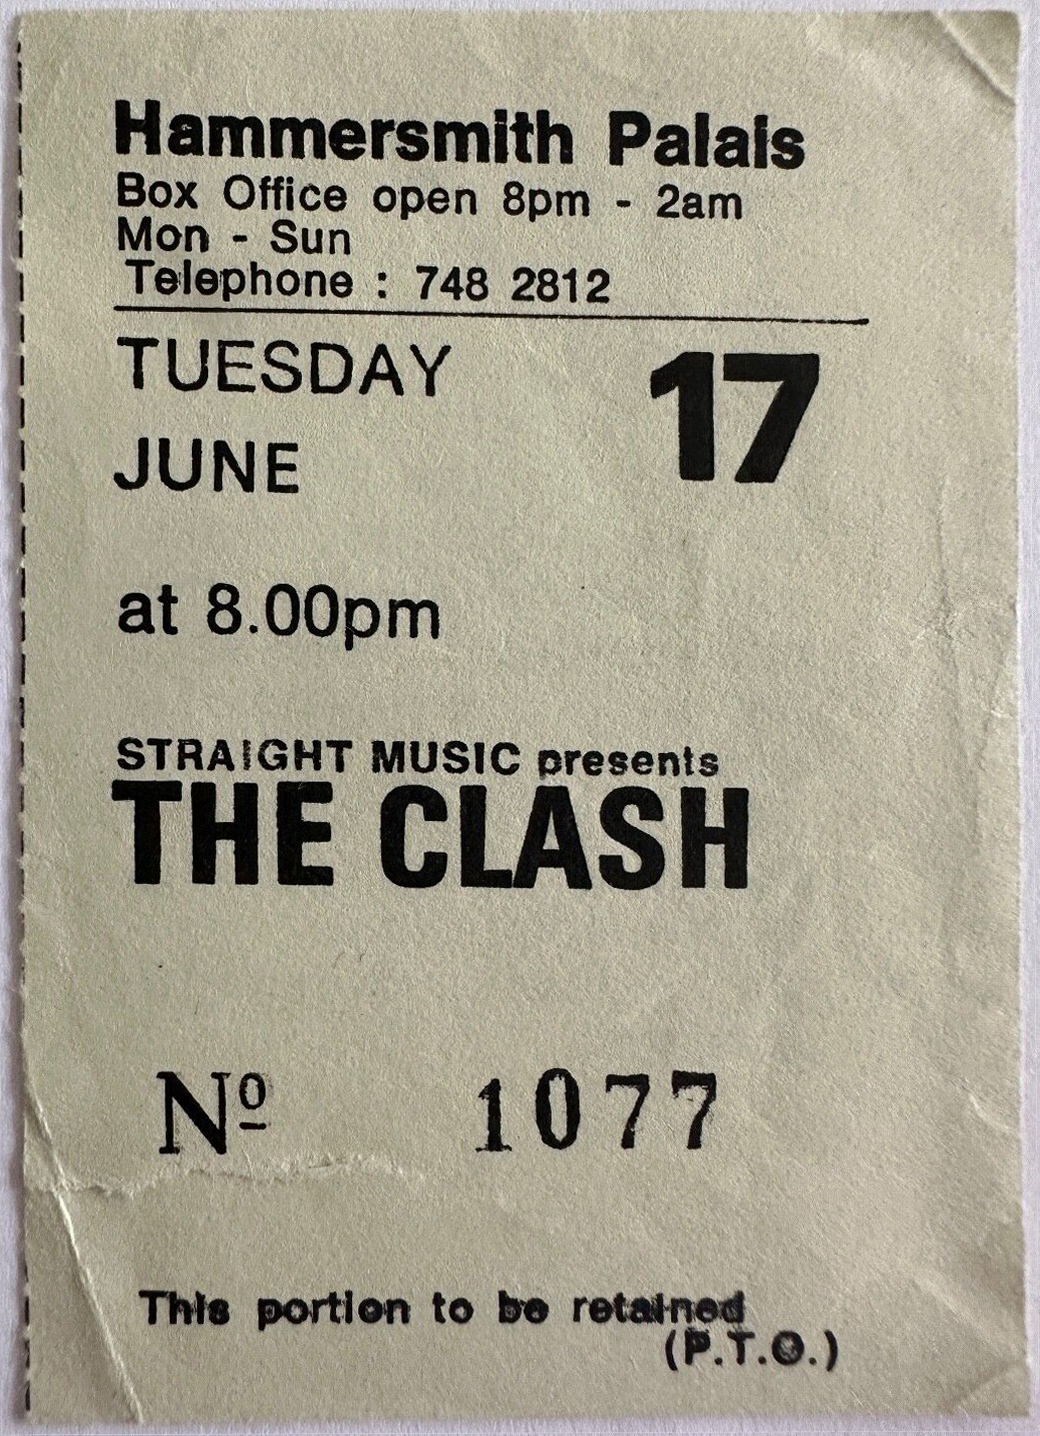 Hammersmith Palais
Box Office open 8pm - 2am
Mon - Sun
Telephone : 748 2812
TUESDAY 17
JUNE
at 8.00pm
STRAIGHT MUSIC presents
THE CLASH
Nº 1077
This portion to be retained
(P.T.O.)